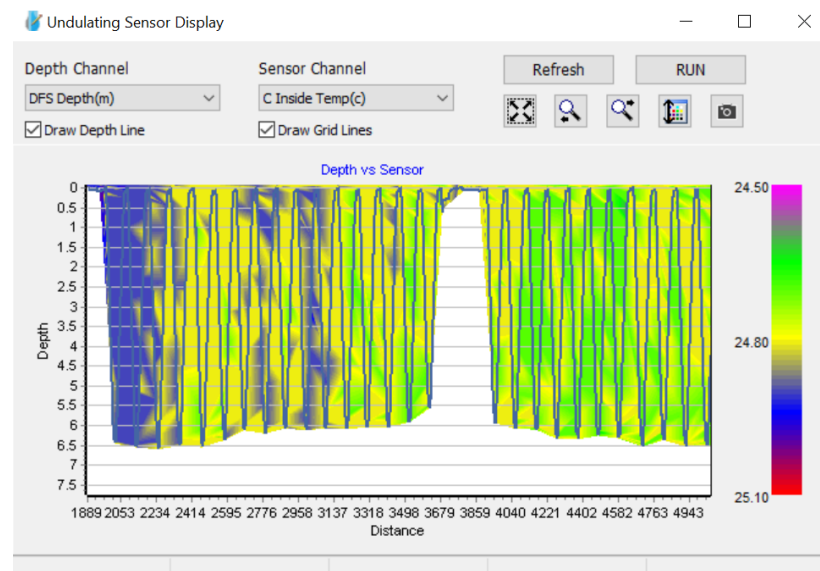 Undulating Sensor Display
Depth Channel
Sensor Channel
Refresh
RUN
DFS Depth(m)
C Inside Temp(c)
Draw Depth Line
Draw Grid Lines
Depth vs Sensor
0
0.5
1
1.5
2
2.5
3
3.5
4
4.5
5
5.5
6
6.5
7
7.5
Depth
1889 2053 2234 2414 2595 2776 2958 3137 3318 3498 3679 3859 4040 4221 4402 4582 4763 4943
Distance
24.50
24.80
25.10